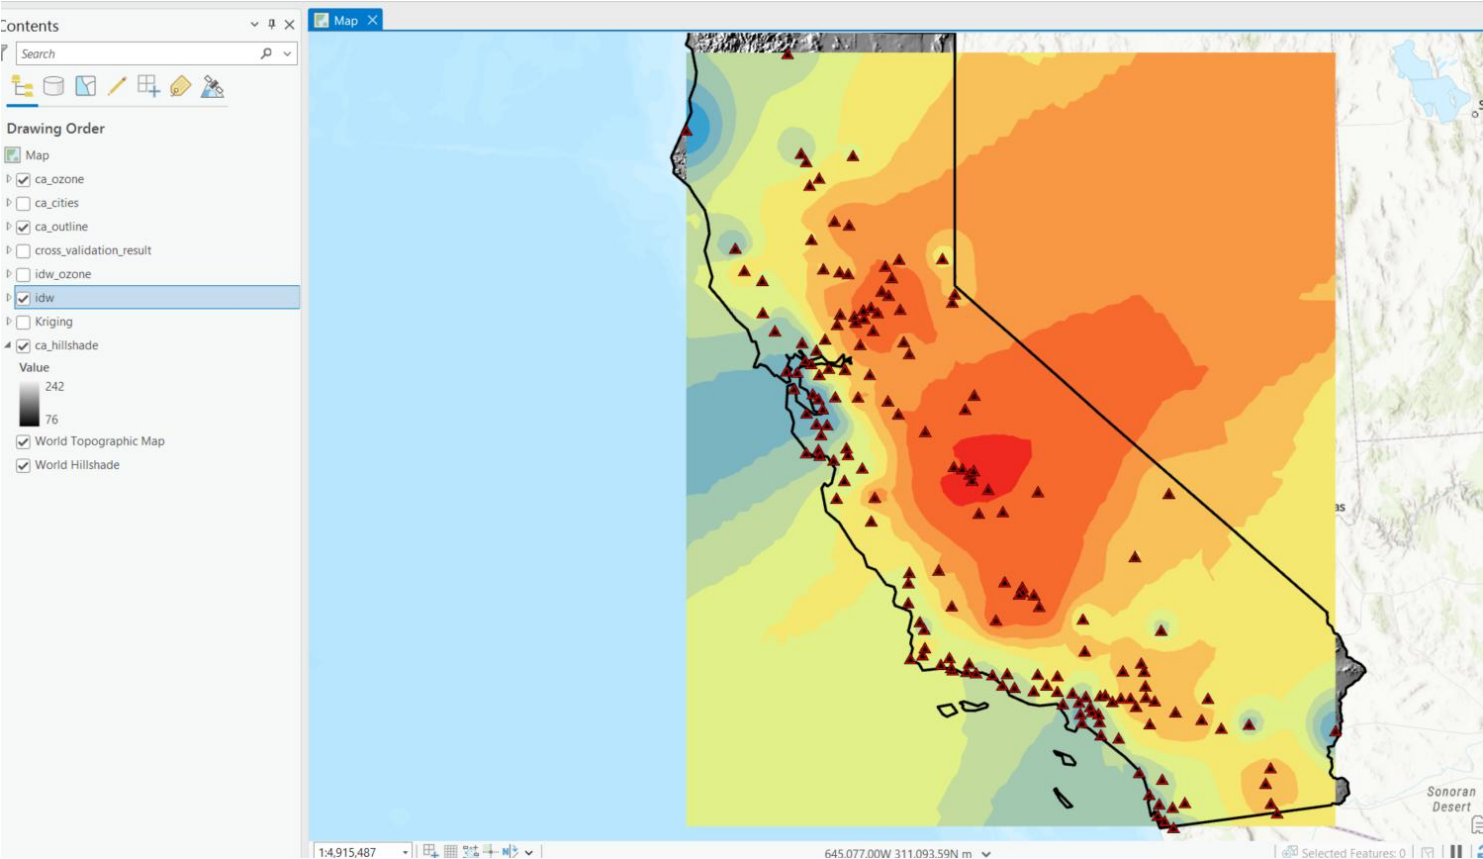 Contents
Map
Search
Drawing Order
Map
ca_ozone
ca_cities
ca_outline
cross_validation_result
idw_ozone
idw
Kriging
ca_hillshade
Value
242
76
World Topographic Map
World Hillshade
as
S
Sonoran
Desert
1:4,915,487
645,077.00W 311,093.59N m
Selected Features: 0